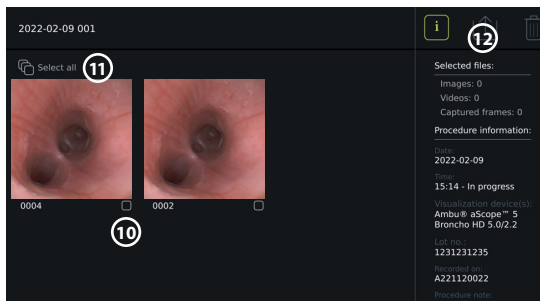 2022-02-09 001
i
12
Select all
11
0004
0002
10
Selected files:
Images: 0
Videos: 0
Captured frames: 0
Procedure information:
Date:
2022-02-09
Time:
15:14 - In progress
Visualization device(s):
Ambu® aScope™ 5
Broncho HD 5.0/2.2
Lot no.:
1231231235
Recorded on:
A221120022
Procedure note: